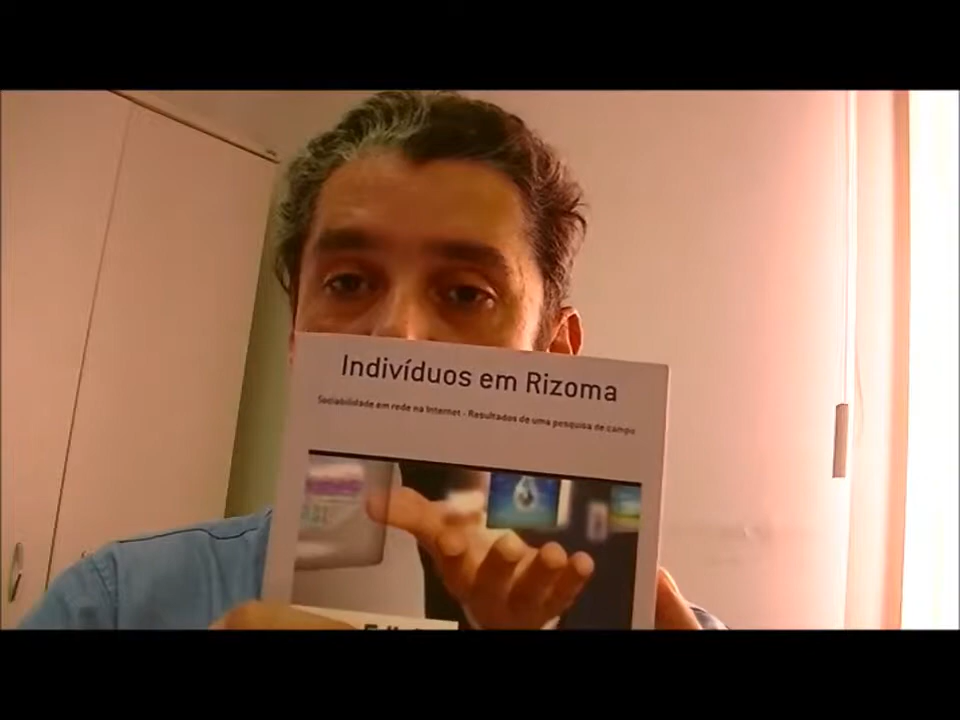 Indivíduos em Rizoma
Sociabilidade em rede na Internet - Resultados de uma pesquisa de campo